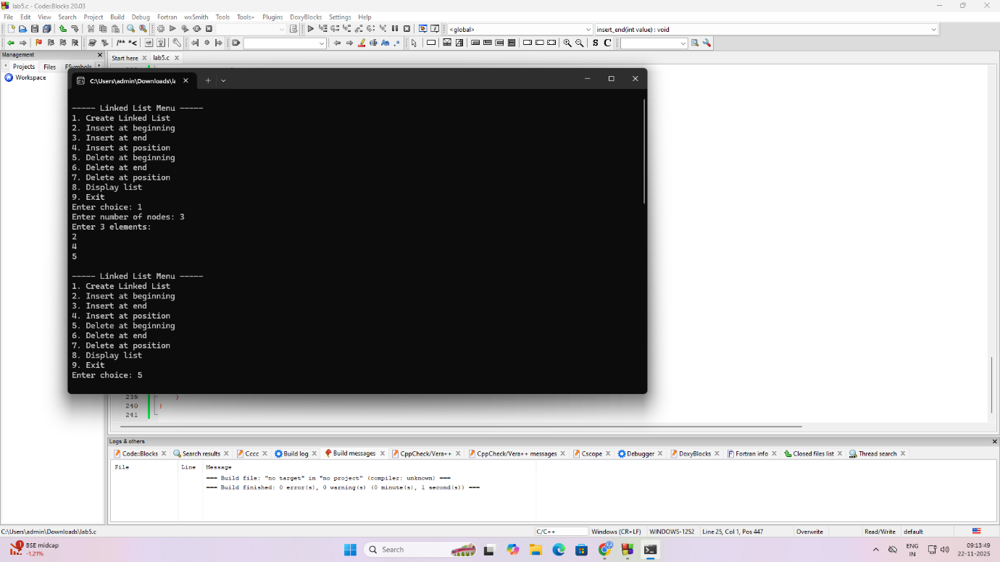 lab5.c - Code::Blocks 20.03
File Edit View Search Project Build Debug Fortran wxSmith Tools Tools+ Plugins DoxyBlocks Settings Help
<global>
insert_end(int value) : void
/** *<
S C
Management
Projects Files FSymbols
Workspace
Start here lab5.c
C:\Users\admin\Downloads\la
----- Linked List Menu -----
1. Create Linked List
2. Insert at beginning
3. Insert at end
4. Insert at position
5. Delete at beginning
6. Delete at end
7. Delete at position
8. Display list
9. Exit
Enter choice: 1
Enter number of nodes: 3
Enter 3 elements:
2
4
5
----- Linked List Menu -----
1. Create Linked List
2. Insert at beginning
3. Insert at end
4. Insert at position
5. Delete at beginning
6. Delete at end
7. Delete at position
8. Display list
9. Exit
Enter choice: 5
239 }
240 }
241
Logs & others
Code::Blocks Search results Cccc Build log Build messages CppCheck/Vera++ CppCheck/Vera++ messages Cscope Debugger DoxyBlocks Fortran info Closed files list Thread search
File Line Message
=== Build file: "no target" in "no project" (compiler: unknown) ===
=== Build finished: 0 error(s), 0 warning(s) (0 minute(s), 1 second(s)) ===
C:\Users\admin\Downloads\lab5.c C/C++ Windows (CR+LF) WINDOWS-1252 Line 25, Col 1, Pos 447 Overwrite Read/Write default
1
BSE midcap
-1.21%
Search
ENG
IN
09:13:49
22-11-2025